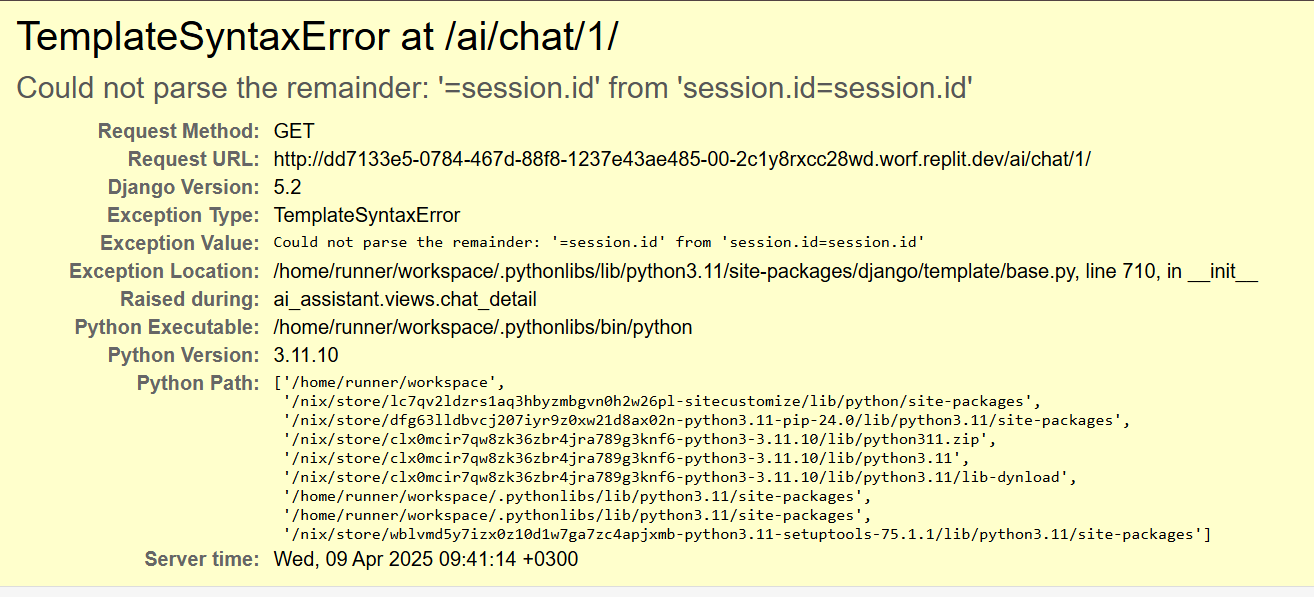 TemplateSyntaxError at /ai/chat/1/
Could not parse the remainder: '=session.id' from 'session.id=session.id'
Request Method: GET
Request URL: http://dd7133e5-0784-467d-88f8-1237e43ae485-00-2c1y8rxcc28wd.worf.replit.dev/ai/chat/1/
Django Version: 5.2
Exception Type: TemplateSyntaxError
Exception Value: Could not parse the remainder: '=session.id' from 'session.id=session.id'
Exception Location: /home/runner/workspace/.pythonlibs/lib/python3.11/site-packages/django/template/base.py, line 710, in __init__
Raised during: ai_assistant.views.chat_detail
Python Executable: /home/runner/workspace/.pythonlibs/bin/python
Python Version: 3.11.10
Python Path: ['/home/runner/workspace',
'/nix/store/lc7qv2ldzrs1aq3hbyzmbgvn0h2w26pl-sitecustomize/lib/python/site-packages',
'/nix/store/dfg63lldbvcj207iyr9z0xw21d8ax02n-python3.11-pip-24.0/lib/python3.11/site-packages',
'/nix/store/clx0mcir7qw8zk36zbr4jra789g3knf6-python3-3.11.10/lib/python311.zip',
'/nix/store/clx0mcir7qw8zk36zbr4jra789g3knf6-python3-3.11.10/lib/python3.11',
'/nix/store/clx0mcir7qw8zk36zbr4jra789g3knf6-python3-3.11.10/lib/python3.11/lib-dynload',
'/home/runner/workspace/.pythonlibs/lib/python3.11/site-packages',
'/home/runner/workspace/.pythonlibs/lib/python3.11/site-packages',
'/nix/store/wblvmd5y7izx0z10d1w7ga7zc4apjxmb-python3.11-setuptools-75.1.1/lib/python3.11/site-packages']
Server time: Wed, 09 Apr 2025 09:41:14 +0300